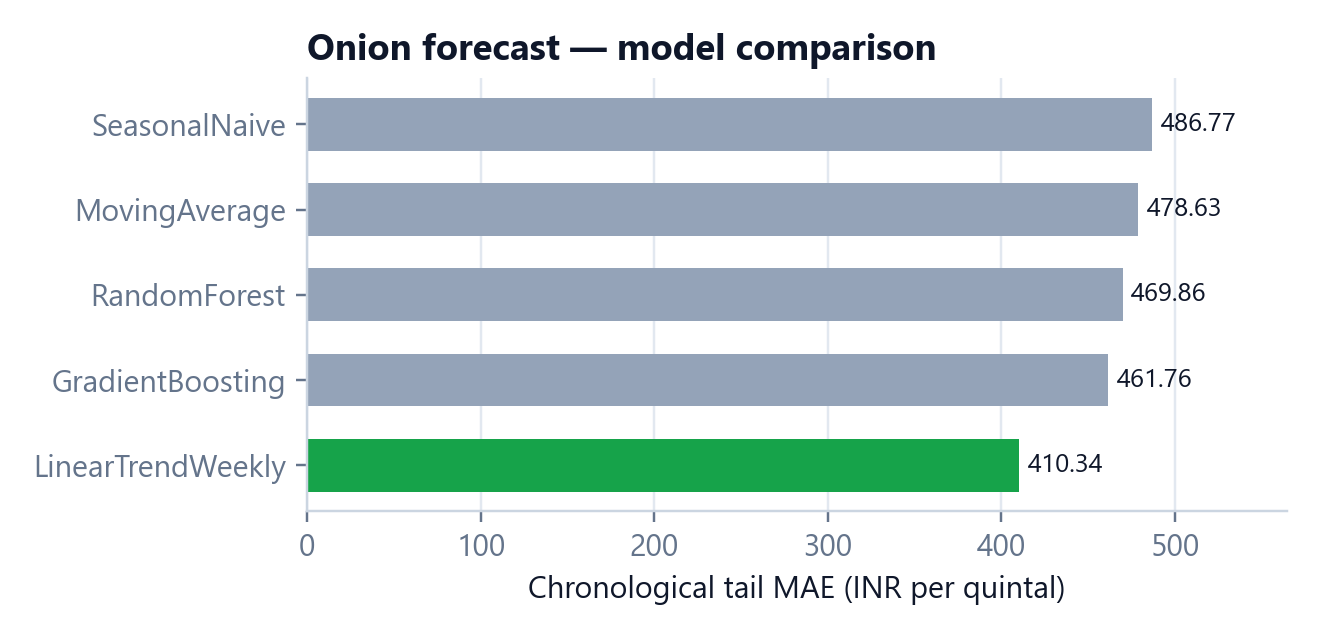 Onion forecast — model comparison
SeasonalNaive 486.77
MovingAverage 478.63
RandomForest 469.86
GradientBoosting 461.76
LinearTrendWeekly 410.34
0 100 200 300 400 500
Chronological tail MAE (INR per quintal)